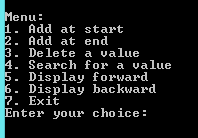 Menu:
1. Add at start
2. Add at end
3. Delete a value
4. Search for a value
5. Display forward
6. Display backward
7. Exit
Enter your choice: